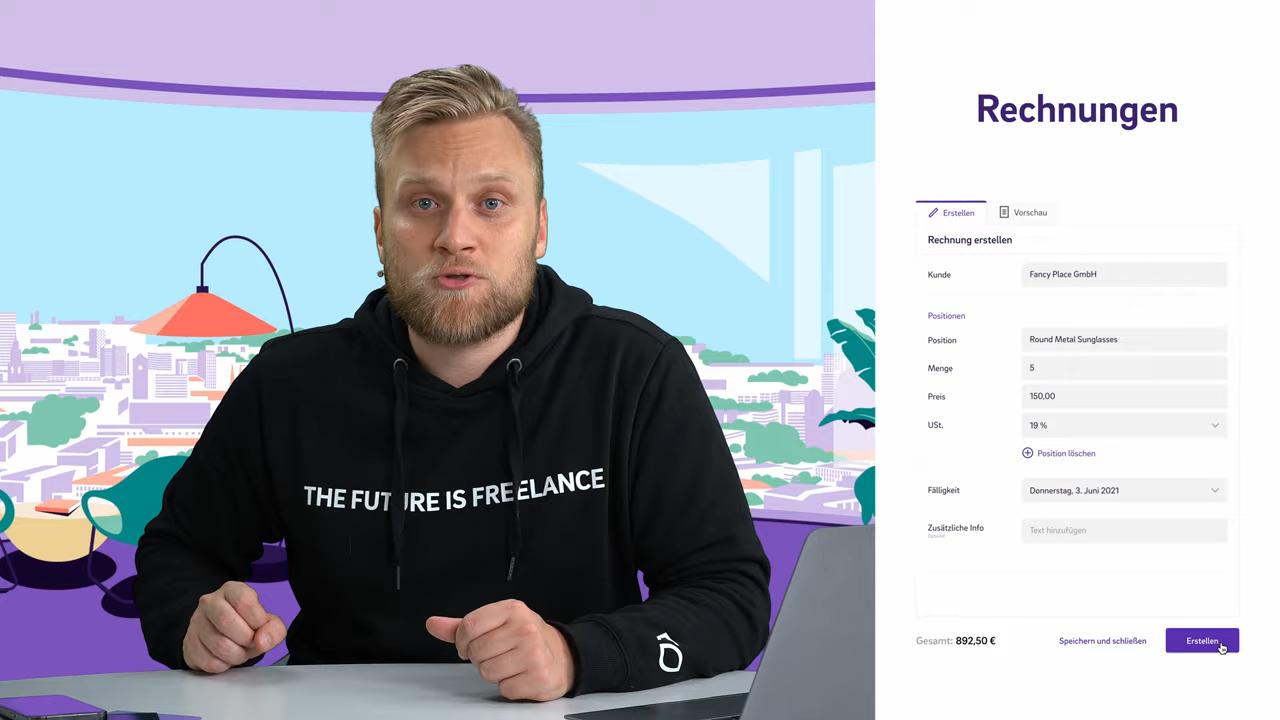 THE FUTURE IS FREELANCE
Rechnungen
Erstellen
Vorschau
Rechnung erstellen
Kunde
Fancy Place GmbH
Positionen
Position
Round Metal Sunglasses
Menge
5
Preis
150,00
USt.
19 %
Position löschen
Fälligkeit
Donnerstag, 3. Juni 2021
Zusätzliche Info
Optional
Text hinzufügen
Gesamt: 892,50 €
Speichern und schließen
Erstellen